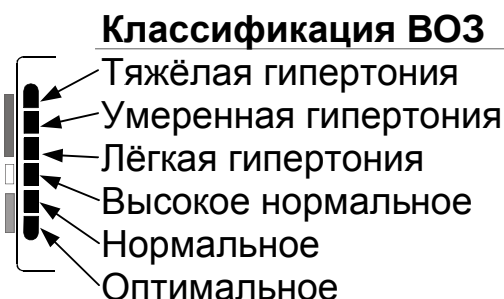 Классификация ВОЗ
Тяжёлая гипертония
Умеренная гипертония
Лёгкая гипертония
Высокое нормальное
Нормальное
Оптимальное